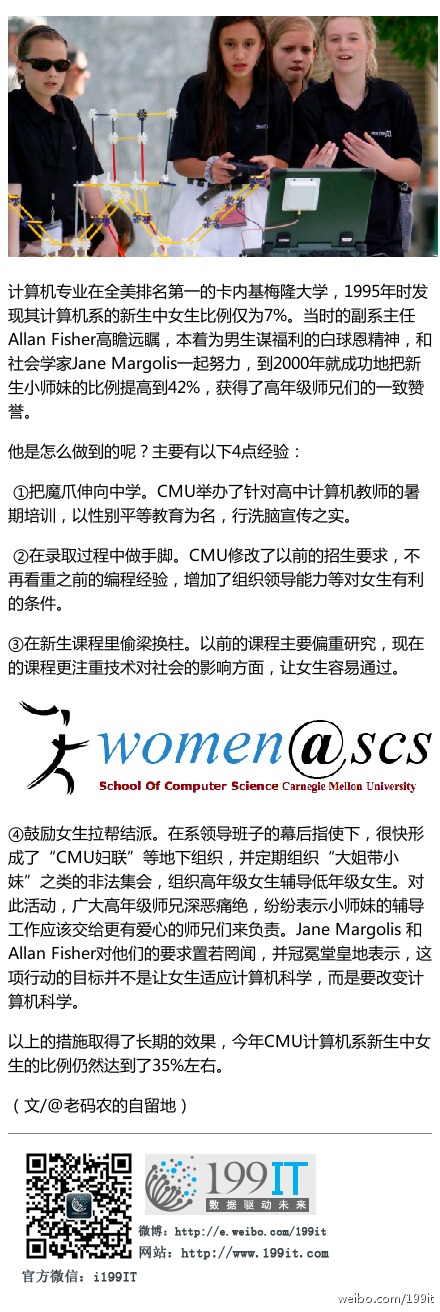 计算机专业在全美排名第一的卡内基梅隆大学，1995年时发
现其计算机系的新生中女生比例仅为7%。当时的副系主任
Allan Fisher高瞻远瞩，本着为男生谋福利的白球恩精神，和
社会学家Jane Margolis一起努力，到2000年就成功地把新
生小师妹的比例提高到42%，获得了高年级师兄们的一致赞
誉。
他是怎么做到的呢？主要有以下4点经验：
①把魔爪伸向中学。CMU举办了针对高中计算机教师的暑
期培训，以性别平等教育为名，行洗脑宣传之实。
②在录取过程中做手脚。CMU修改了以前的招生要求，不
再看重之前的编程经验，增加了组织领导能力等对女生有利
的条件。
③在新生课程里偷梁换柱。以前的课程主要偏重研究，现在
的课程更注重技术对社会的影响方面，让女生容易通过。
women@scs
School Of Computer Science Carnegie Mellon University
④鼓励女生拉帮结派。在系领导班子的幕后指使下，很快形
成了“CMU妇联”等地下组织，并定期组织“大姐带小
妹”之类的非法集会，组织高年级女生辅导低年级女生。对
此活动，广大高年级师兄深恶痛绝，纷纷表示小师妹的辅导
工作应该交给更有爱心的师兄们来负责。Jane Margolis 和
Allan Fisher对他们的要求置若罔闻，并冠冕堂皇地表示，这
项行动的目标并不是让女生适应计算机科学，而是要改变计
算机科学。
以上的措施取得了长期的效果，今年CMU计算机系新生中女
生的比例仍然达到了35%左右。
（文/@老码农的自留地）
199IT
数据驱动未来
微博：http://e.weibo.com/199it
网站：http://www.199it.com
官方微信：i199IT
weibo.com/199it